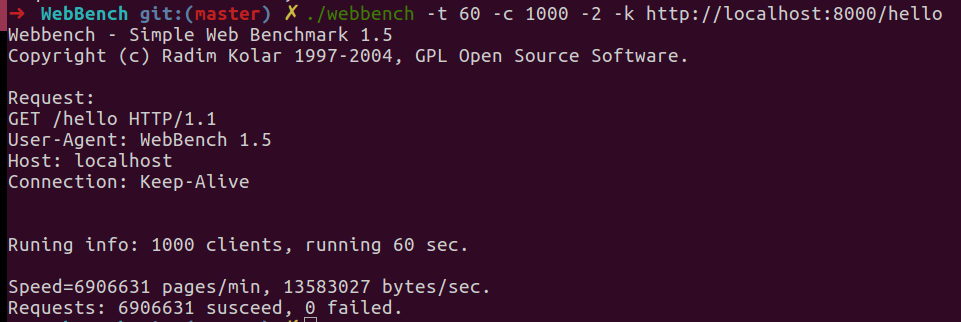 ➜ WebBench git:(master) ✗ ./webbench -t 60 -c 1000 -2 -k http://localhost:8000/hello
Webbench - Simple Web Benchmark 1.5
Copyright (c) Radim Kolar 1997-2004, GPL Open Source Software.
Request:
GET /hello HTTP/1.1
User-Agent: WebBench 1.5
Host: localhost
Connection: Keep-Alive
Runing info: 1000 clients, running 60 sec.
Speed=6906631 pages/min, 13583027 bytes/sec.
Requests: 6906631 susceed, 0 failed.